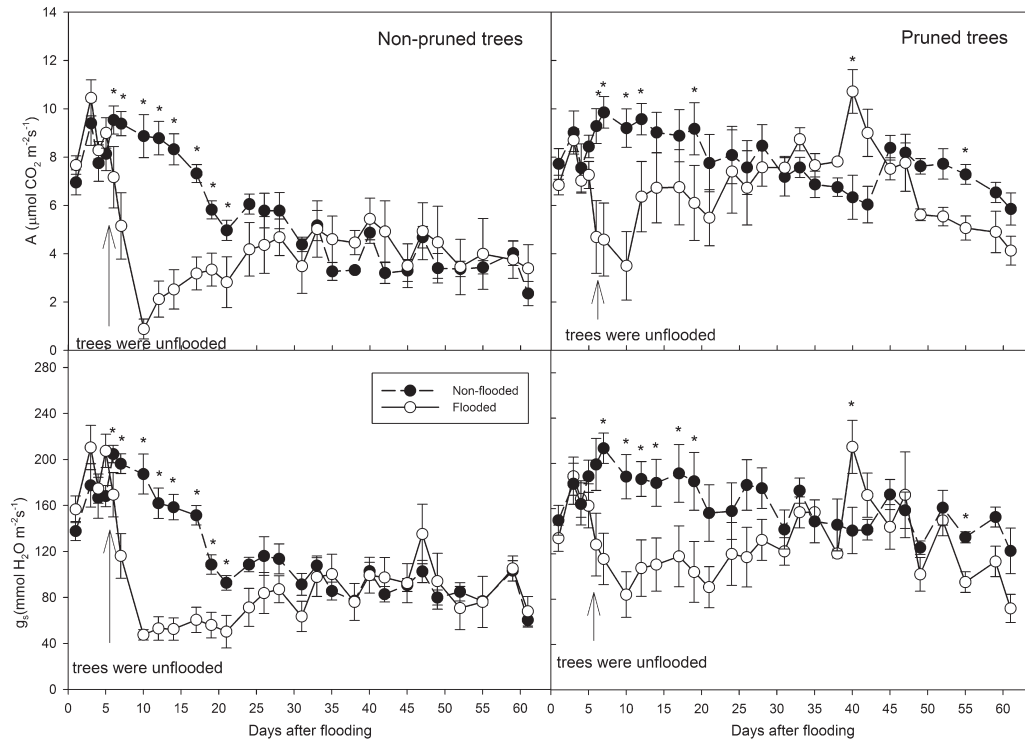 14
12
10
8
6
4
2
0
A (µmol CO2 m-2s-1)
Non-pruned trees
* * * * * * * *
trees were unflooded
Pruned trees
* * * * * * *
trees were unflooded
280
240
200
160
120
80
40
0
gs(mmol H2O m-2s-1)
Non-flooded
Flooded
* * * * * * * *
trees were unflooded
* * * * * * * *
trees were unflooded
0 5 10 15 20 25 30 35 40 45 50 55 60
Days after flooding
0 5 10 15 20 25 30 35 40 45 50 55 60
Days after flooding